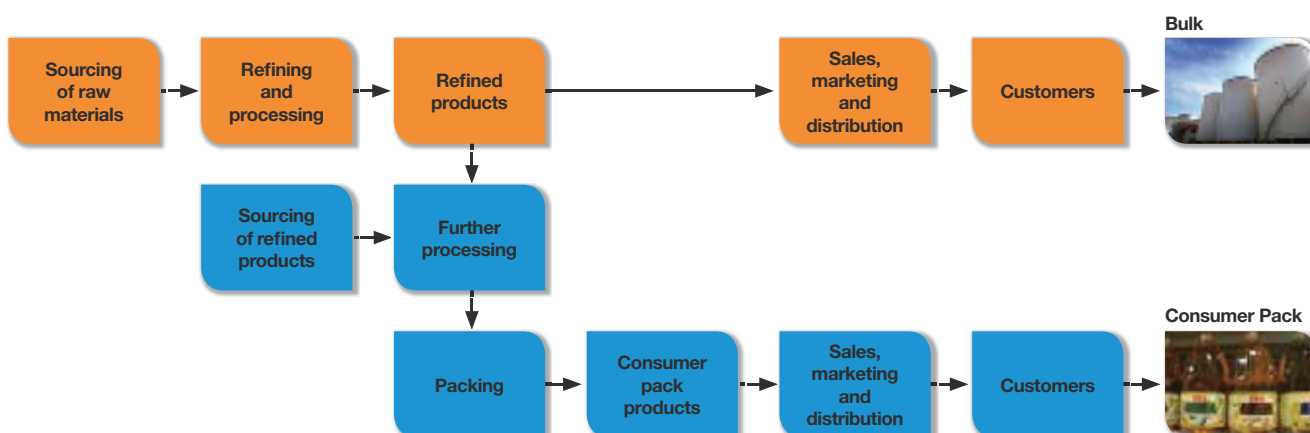 Bulk
Sourcing
of raw
materials
Refining
and
processing
Refined
products
Sales,
marketing
and
distribution
Customers
Sourcing
of refined
products
Further
processing
Consumer Pack
Packing
Consumer
pack
products
Sales,
marketing
and
distribution
Customers